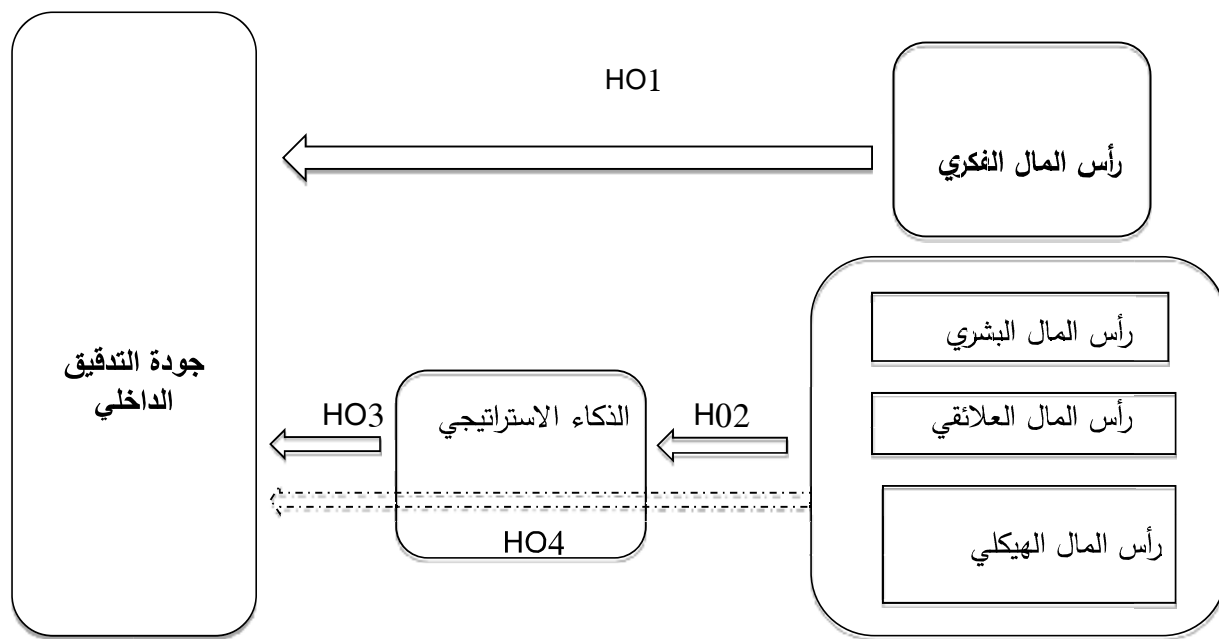 HO1
رأس المال الفكري
رأس المال البشري
جودة التدقيق
الداخلي
رأس المال العلائقي
H02
الذكاء الاستراتيجي
HO3
رأس المال الهيكلي
HO4